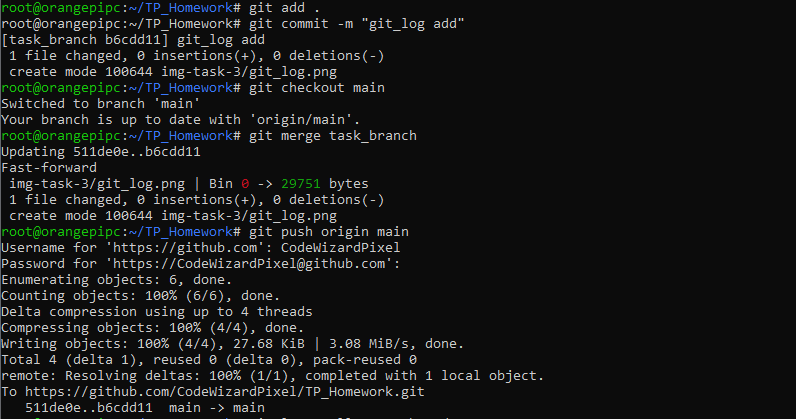 root@orangepipc:~/TP_Homework# git add .
root@orangepipc:~/TP_Homework# git commit -m "git_log add"
[task_branch b6cdd11] git_log add
 1 file changed, 0 insertions(+), 0 deletions(-)
 create mode 100644 img-task-3/git_log.png
root@orangepipc:~/TP_Homework# git checkout main
Switched to branch 'main'
Your branch is up to date with 'origin/main'.
root@orangepipc:~/TP_Homework# git merge task_branch
Updating 511de0e..b6cdd11
Fast-forward
 img-task-3/git_log.png | Bin 0 -> 29751 bytes
 1 file changed, 0 insertions(+), 0 deletions(-)
 create mode 100644 img-task-3/git_log.png
root@orangepipc:~/TP_Homework# git push origin main
Username for 'https://github.com': CodeWizardPixel
Password for 'https://CodeWizardPixel@github.com':
Enumerating objects: 6, done.
Counting objects: 100% (6/6), done.
Delta compression using up to 4 threads
Compressing objects: 100% (4/4), done.
Writing objects: 100% (4/4), 27.68 KiB | 3.08 MiB/s, done.
Total 4 (delta 1), reused 0 (delta 0), pack-reused 0
remote: Resolving deltas: 100% (1/1), completed with 1 local object.
To https://github.com/CodeWizardPixel/TP_Homework.git
   511de0e..b6cdd11  main -> main